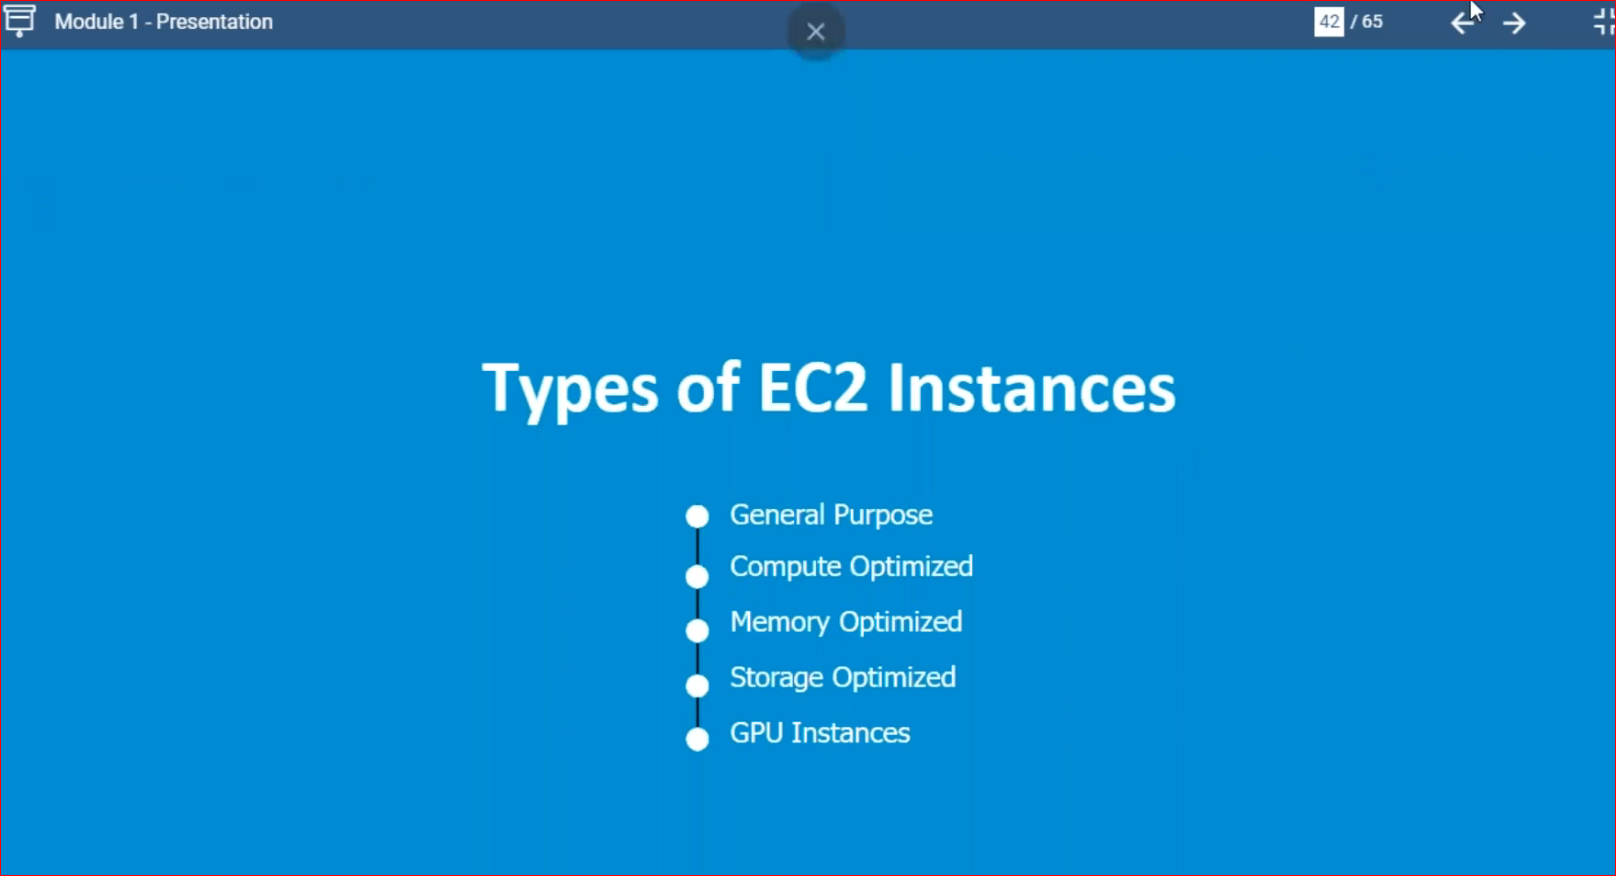 Module 1 - Presentation
42 / 65
Types of EC2 Instances
General Purpose
Compute Optimized
Memory Optimized
Storage Optimized
GPU Instances